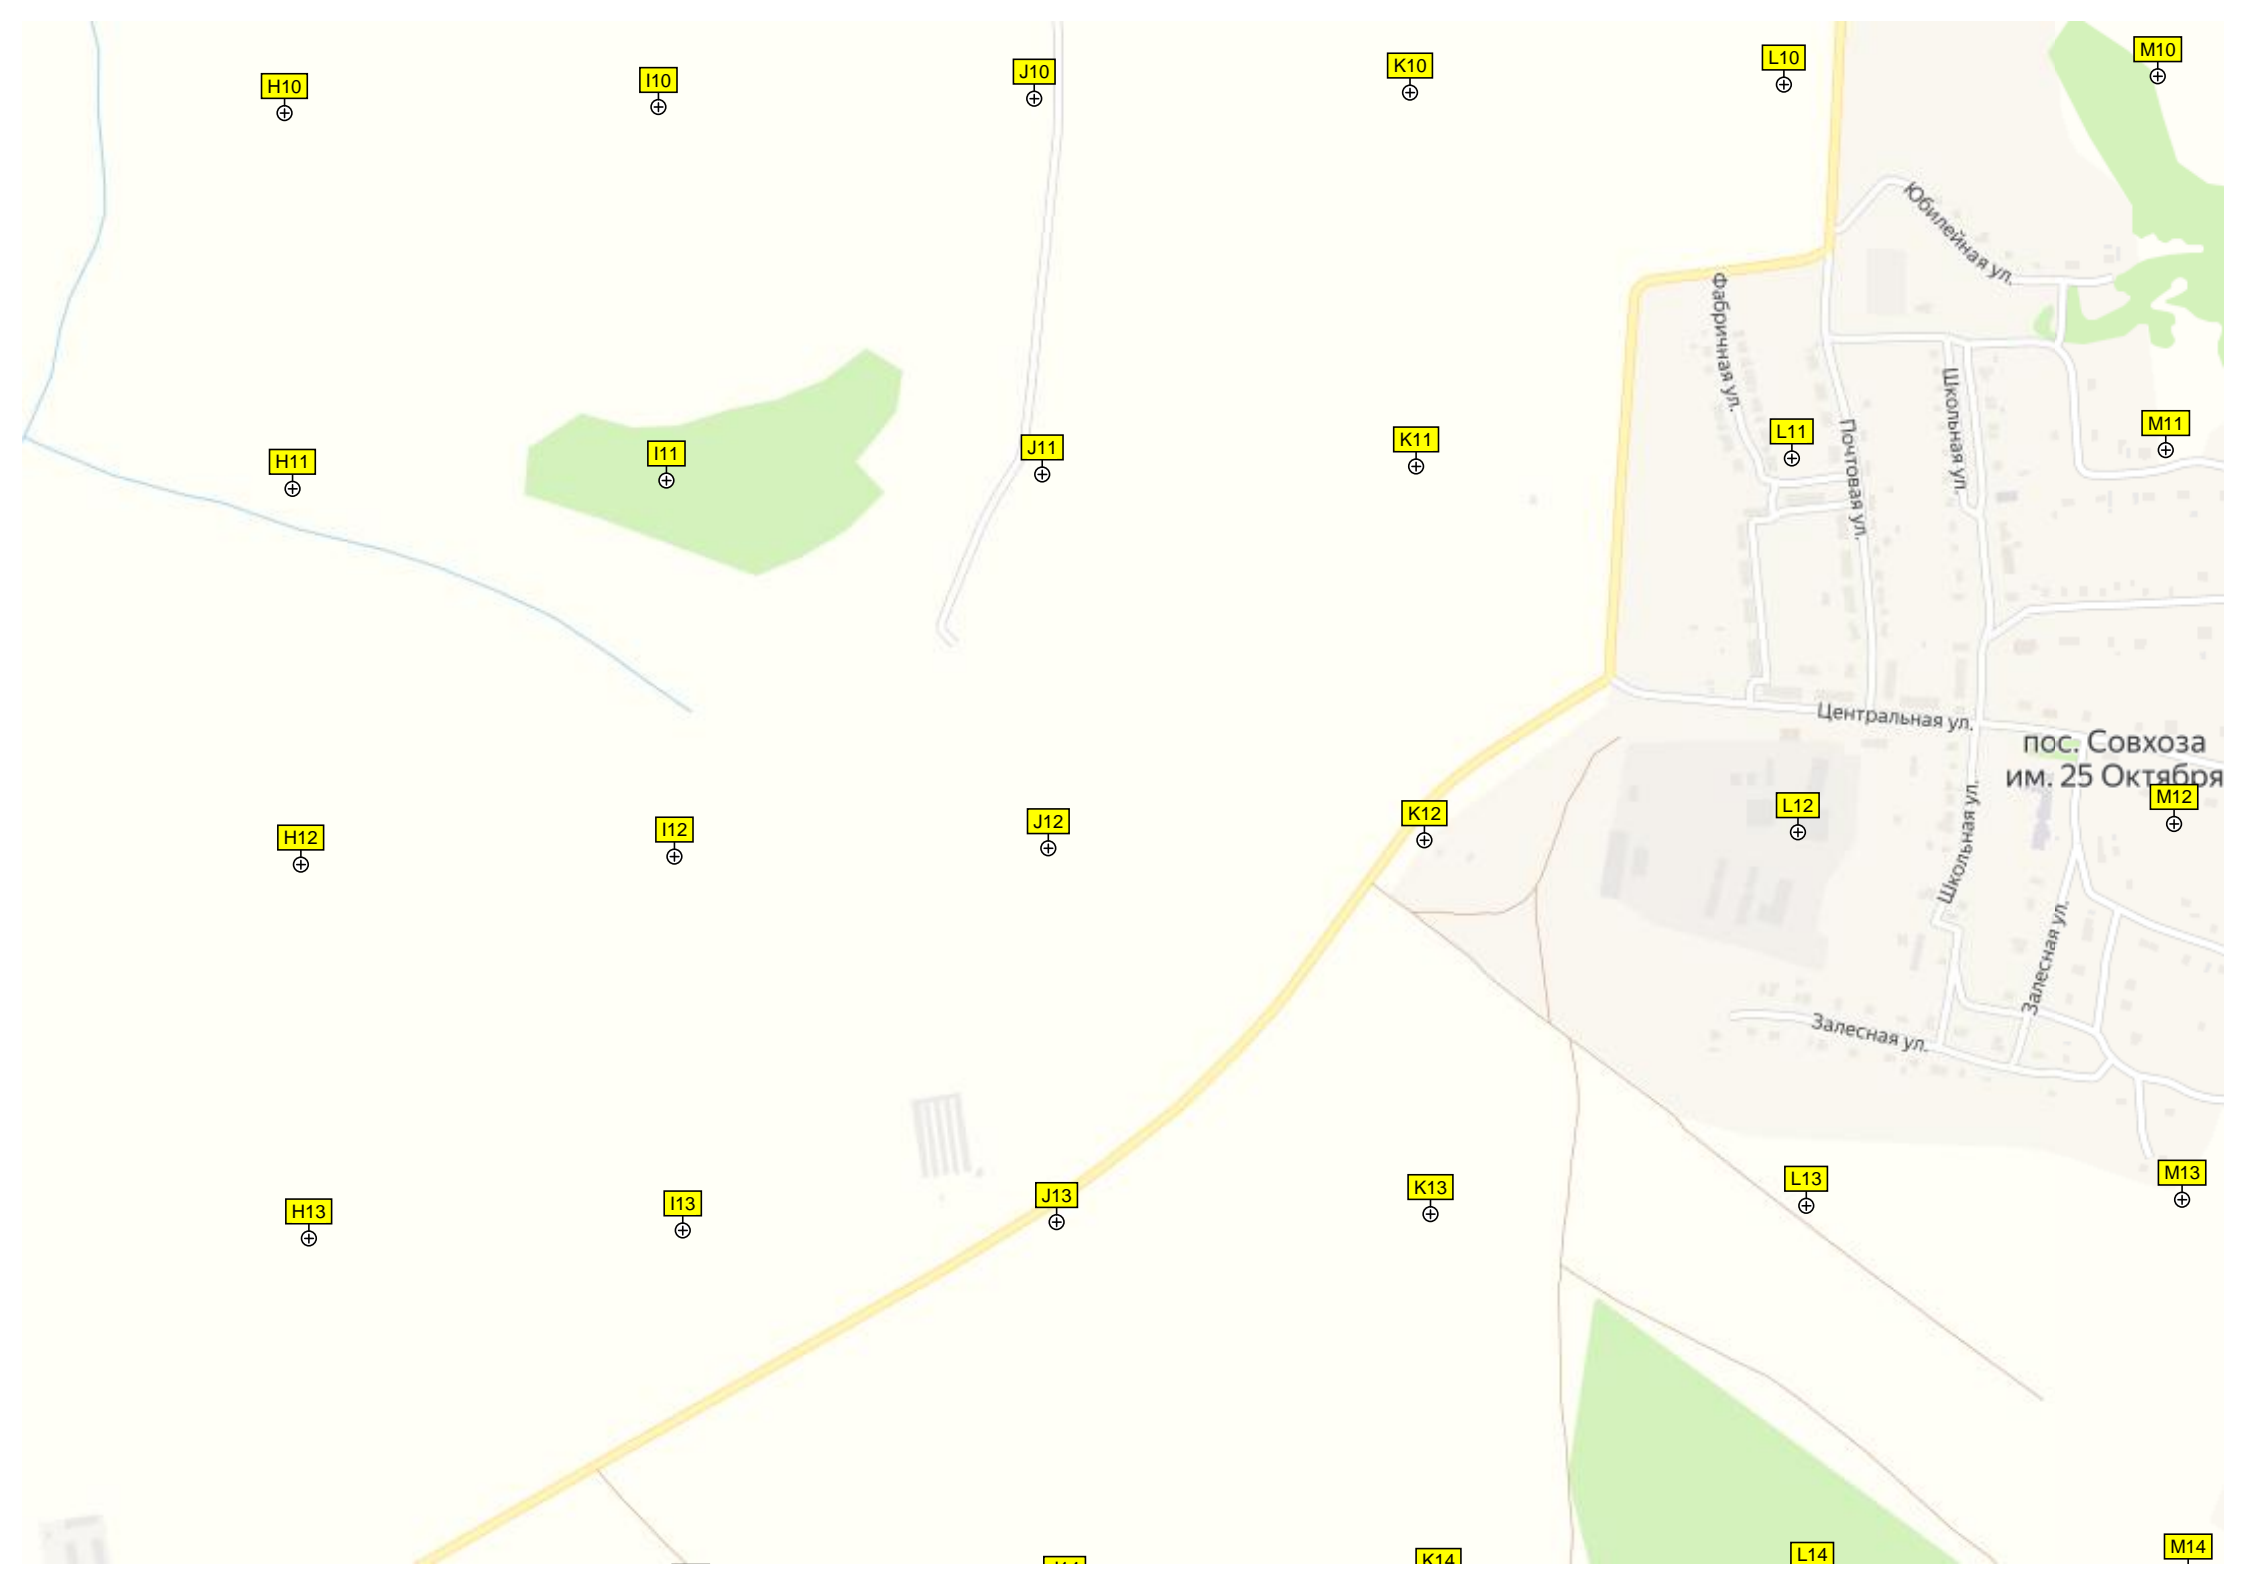 H10
I10
J10
K10
L10
M10
Юбилейная ул.
Фабричная ул.
Школьная ул.
Почтовая ул.
H11
I11
J11
K11
L11
M11
Центральная ул.
пос. Совхоза
им. 25 Октября
H12
I12
J12
K12
L12
M12
Школьная ул.
Залесная ул.
Залесная ул.
H13
I13
J13
K13
L13
M13
K14
L14
M14